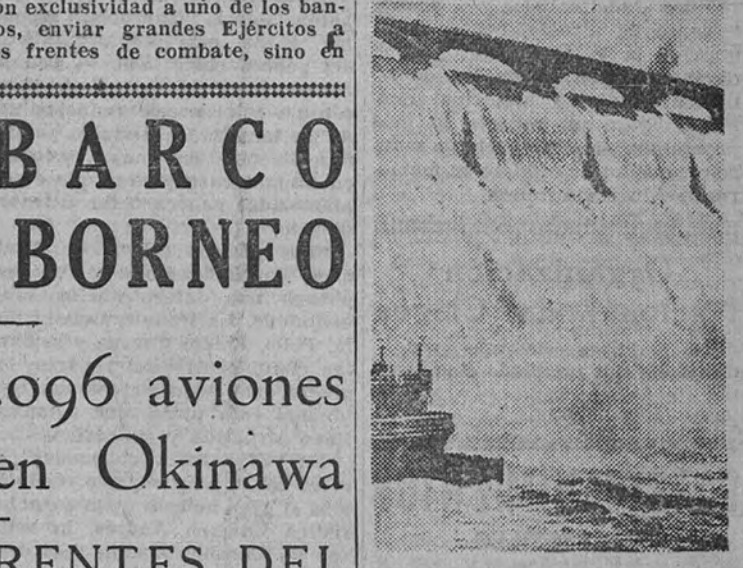 on exclusividad a uno de los ban-
os, enviar grandes Ejércitos a
s frentes de combate, sino en
BARCO
BORNEO
.096 aviones
en Okinawa
RENTES DEL